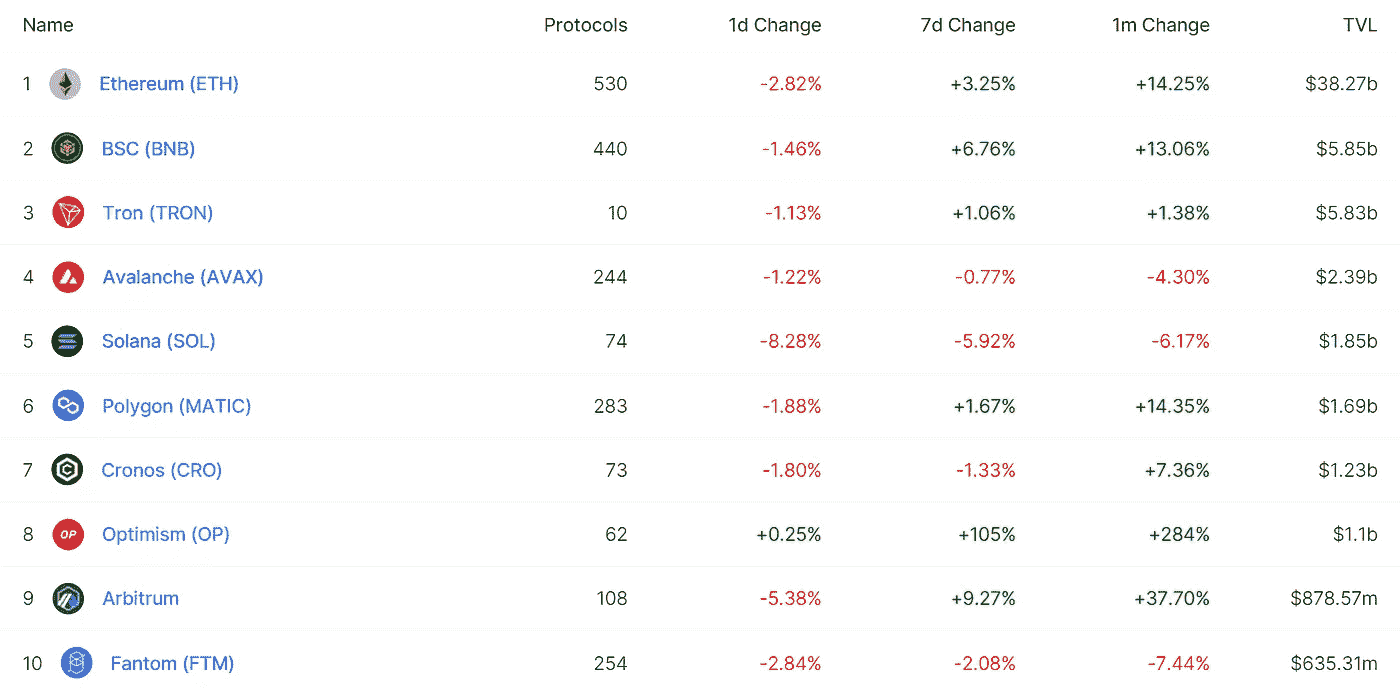 Name Protocols 1d Change 7d Change 1m Change TVL
1 Ethereum (ETH) 530 -2.82% +3.25% +14.25% $38.27b
2 BSC (BNB) 440 -1.46% +6.76% +13.06% $5.85b
3 Tron (TRON) 10 -1.13% +1.06% +1.38% $5.83b
4 Avalanche (AVAX) 244 -1.22% -0.77% -4.30% $2.39b
5 Solana (SOL) 74 -8.28% -5.92% -6.17% $1.85b
6 Polygon (MATIC) 283 -1.88% +1.67% +14.35% $1.69b
7 Cronos (CRO) 73 -1.80% -1.33% +7.36% $1.23b
8 OP Optimism (OP) 62 +0.25% +105% +284% $1.1b
9 Arbitrum 108 -5.38% +9.27% +37.70% $878.57m
10 Fantom (FTM) 254 -2.84% -2.08% -7.44% $635.31m